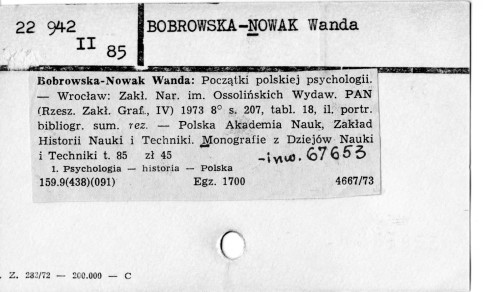 22 942
II
85
BOBROWSKA-NOWAK Wanda
Bobrowska-Nowak Wanda: Początki polskiej psychologii.
— Wrocław: Zakł. Nar. im. Ossolińskich Wydaw. PAN
(Rzesz. Zakł. Graf., IV) 1973 8° s. 207, tabl. 18, il. portr.
bibliogr. sum. rez. — Polska Akademia Nauk, Zakład
Historii Nauki i Techniki. Monografie z Dziejów Nauki
i Techniki t. 85 zł 45
-inw. 67653
1. Psychologia — historia — Polska
159.9(438)(091) Egz. 1700 4667/73
. Z. 283/72 — 200.000 — C